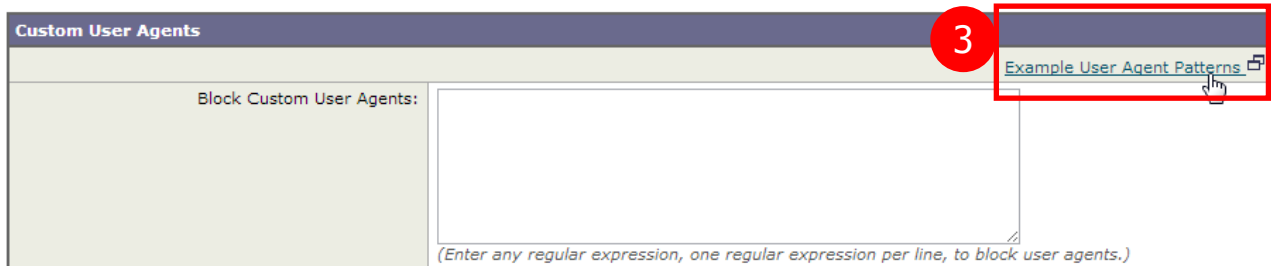 Custom User Agents
3
Example User Agent Patterns
Block Custom User Agents:
(Enter any regular expression, one regular expression per line, to block user agents.)